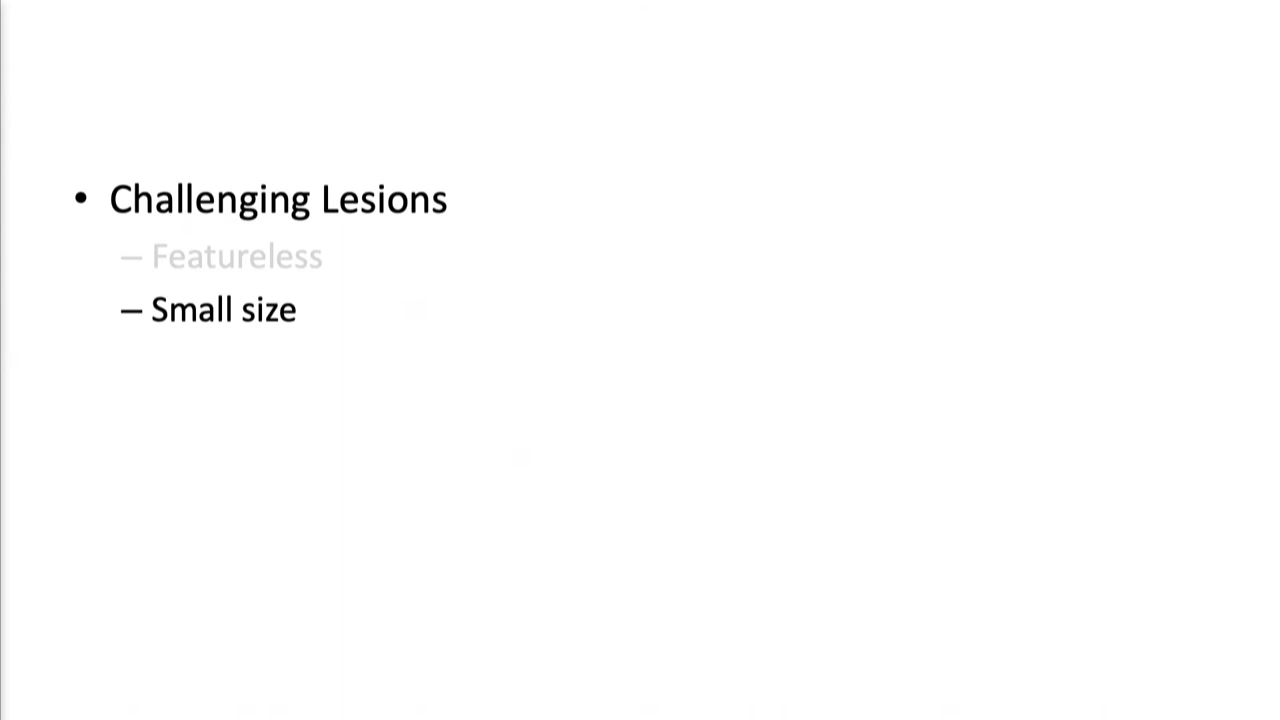 • Challenging Lesions
– Featureless
– Small size